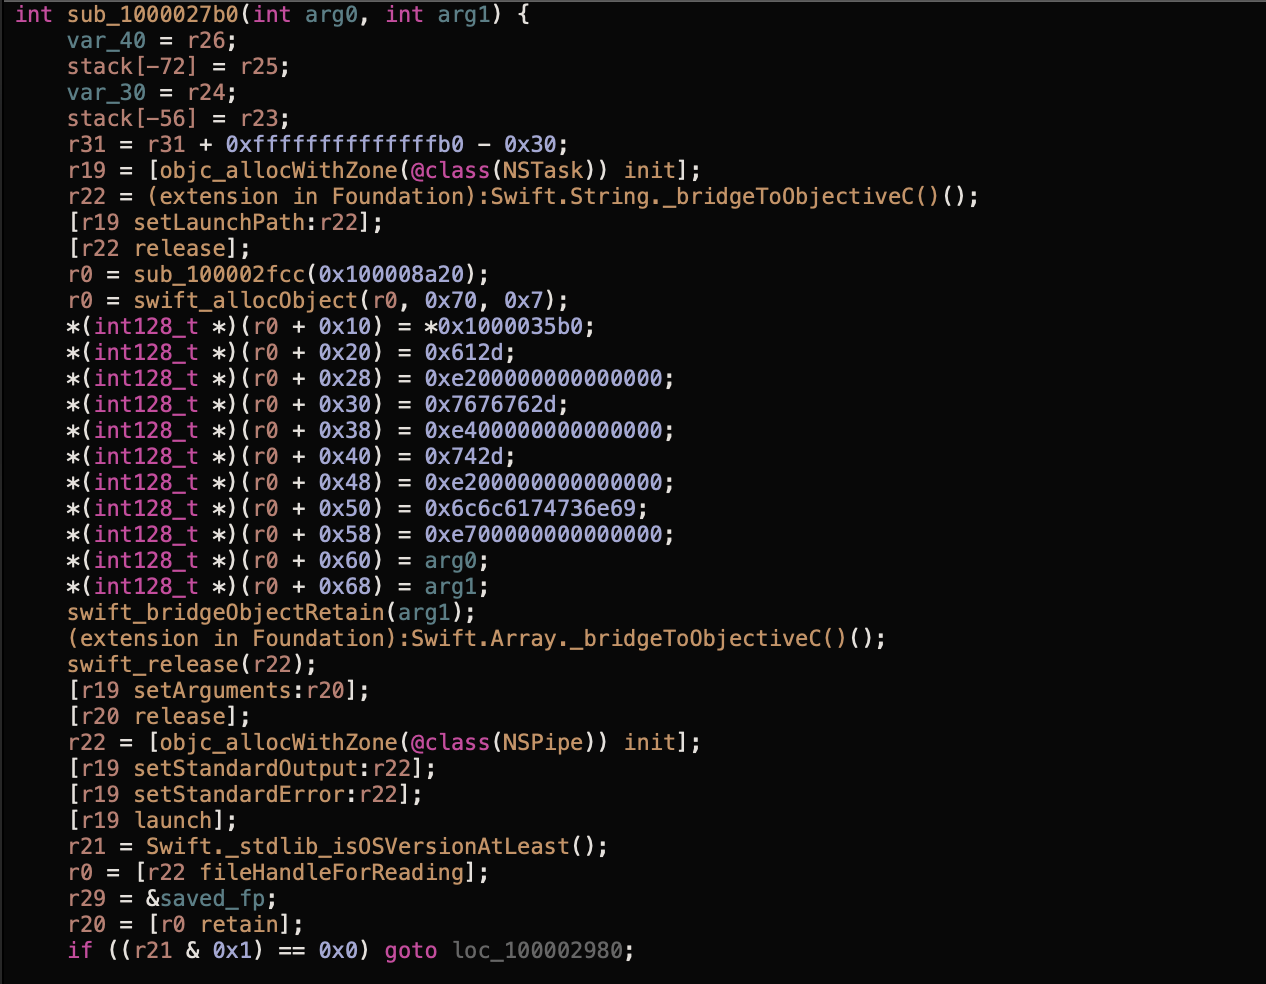 int sub_1000027b0(int arg0, int arg1) {
var_40 = r26;
stack[-72] = r25;
var_30 = r24;
stack[-56] = r23;
r31 = r31 + 0xffffffffffffffb0 - 0x30;
r19 = [objc_allocWithZone(@class(NSTask)) init];
r22 = (extension in Foundation):Swift.String._bridgeToObjectiveC()();
[r19 setLaunchPath:r22];
[r22 release];
r0 = sub_100002fcc(0x100008a20);
r0 = swift_allocObject(r0, 0x70, 0x7);
*(int128_t *)(r0 + 0x10) = *0x1000035b0;
*(int128_t *)(r0 + 0x20) = 0x612d;
*(int128_t *)(r0 + 0x28) = 0xe200000000000000;
*(int128_t *)(r0 + 0x30) = 0x7676762d;
*(int128_t *)(r0 + 0x38) = 0xe400000000000000;
*(int128_t *)(r0 + 0x40) = 0x742d;
*(int128_t *)(r0 + 0x48) = 0xe200000000000000;
*(int128_t *)(r0 + 0x50) = 0x6c6c6174736e69;
*(int128_t *)(r0 + 0x58) = 0xe700000000000000;
*(int128_t *)(r0 + 0x60) = arg0;
*(int128_t *)(r0 + 0x68) = arg1;
swift_bridgeObjectRetain(arg1);
(extension in Foundation):Swift.Array._bridgeToObjectiveC()();
swift_release(r22);
[r19 setArguments:r20];
[r20 release];
r22 = [objc_allocWithZone(@class(NSPipe)) init];
[r19 setStandardOutput:r22];
[r19 setStandardError:r22];
[r19 launch];
r21 = Swift._stdlib_isOSVersionAtLeast();
r0 = [r22 fileHandleForReading];
r29 = &saved_fp;
r20 = [r0 retain];
if ((r21 & 0x1) == 0x0) goto loc_100002980;